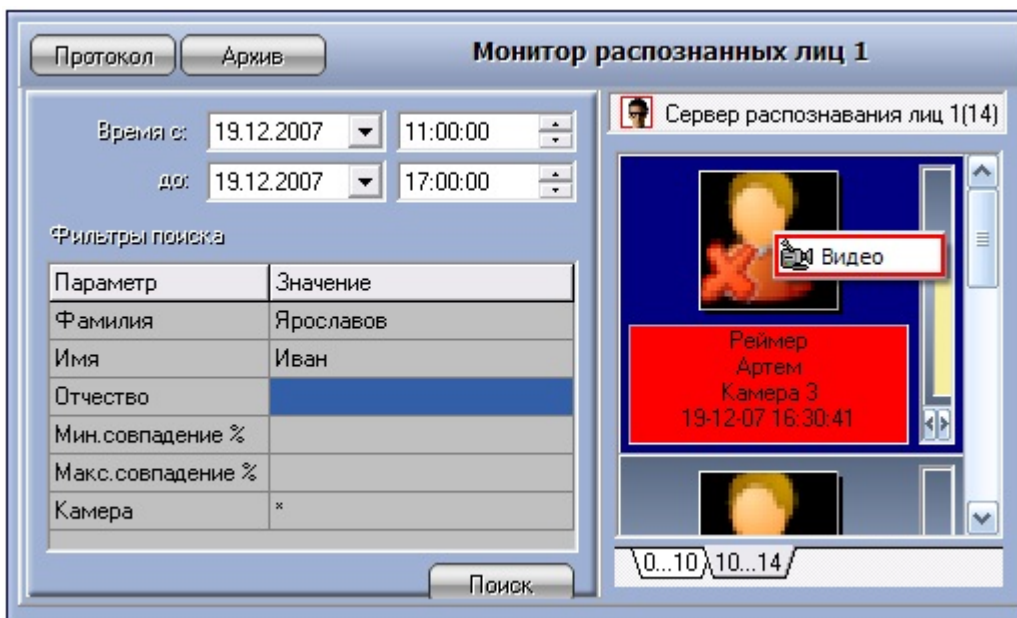 Протокол Архив Монитор распознанных лиц 1
Сервер распознавания лиц 1(14)
Время с: 19.12.2007 11:00:00
до: 19.12.2007 17:00:00
Фильтры поиска
Параметр Значение
Фамилия Ярославов
Имя Иван
Отчество
Мин.совпадение %
Макс.совпадение %
Камера *
Поиск
Видео
Реймер
Артем
Камера 3
19-12-07 16:30:41
0...10 10...14